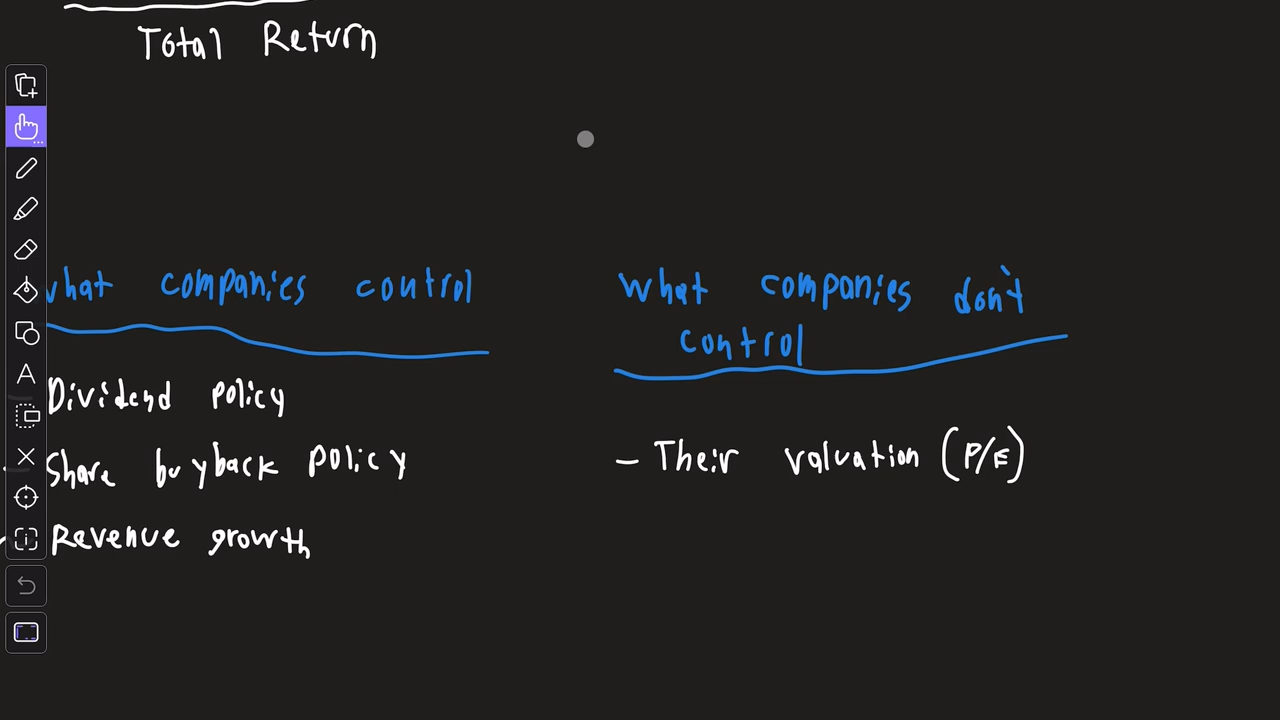 Total Return
what companies control
Dividend policy
Share buyback policy
Revenue growth
what companies don't
control
- Their valuation (P/E)